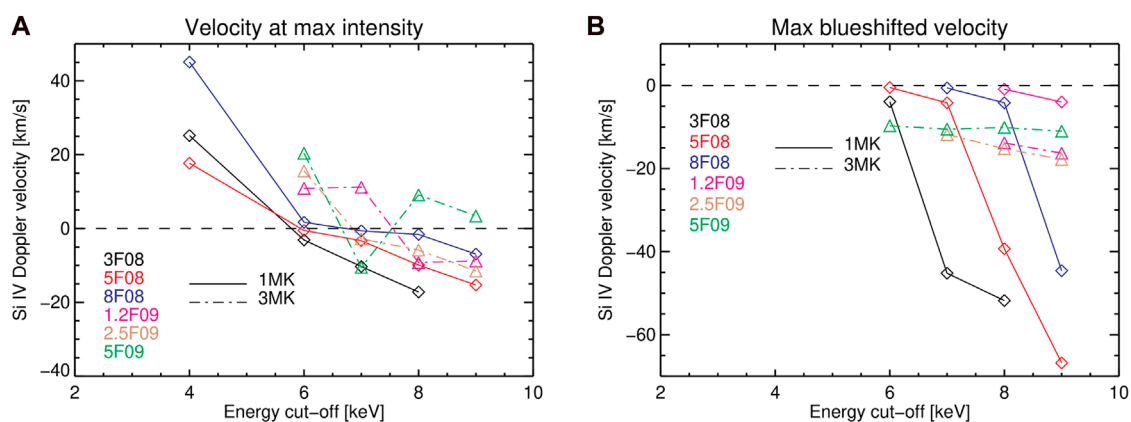 A
Velocity at max intensity
Si IV Doppler velocity [km/s]
40
20
0
−20
−40
3F08
5F08
8F08
1.2F09
2.5F09
5F09
1MK
3MK
2 4 6 8 10
Energy cut-off [keV]
B
Max blueshifted velocity
Si IV Doppler velocity [km/s]
0
−20
−40
−60
3F08
5F08
8F08
1.2F09
2.5F09
5F09
1MK
3MK
2 4 6 8 10
Energy cut-off [keV]